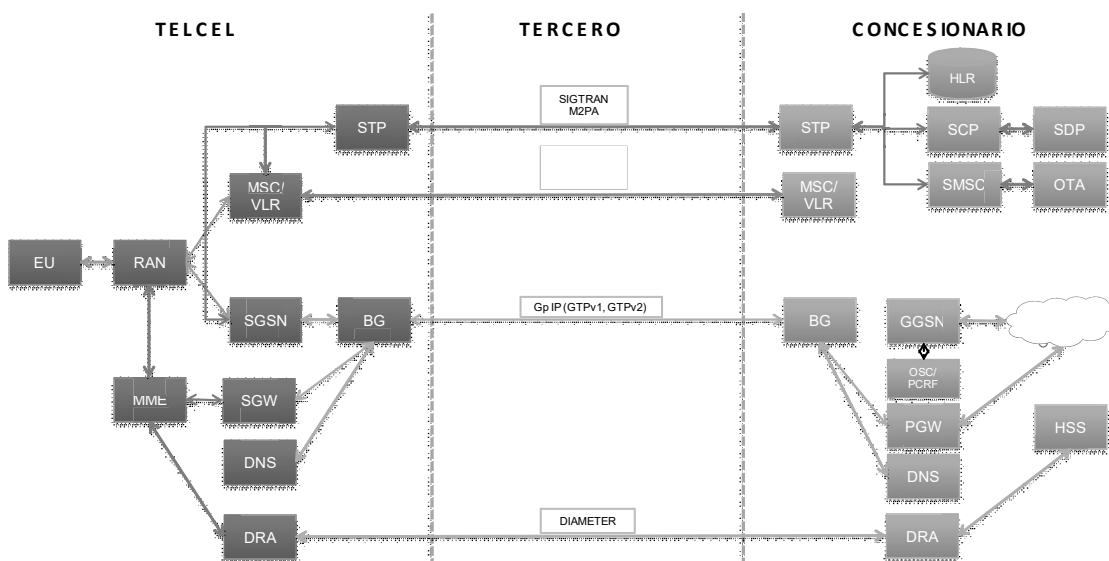 TELCEL TERCERO CONCESIONARIO
HLR
SIGTRAN
M2PA
STP STP SCP SDP
MSC/
VLR
MSC/
VLR
SMSC OTA
EU RAN
SGSN BG Gp IP (GTPv1, GTPv2) BG GGSN
OSC/
PCRF
MME SGW PGW HSS
DNS DNS
DRA DIAMETER DRA